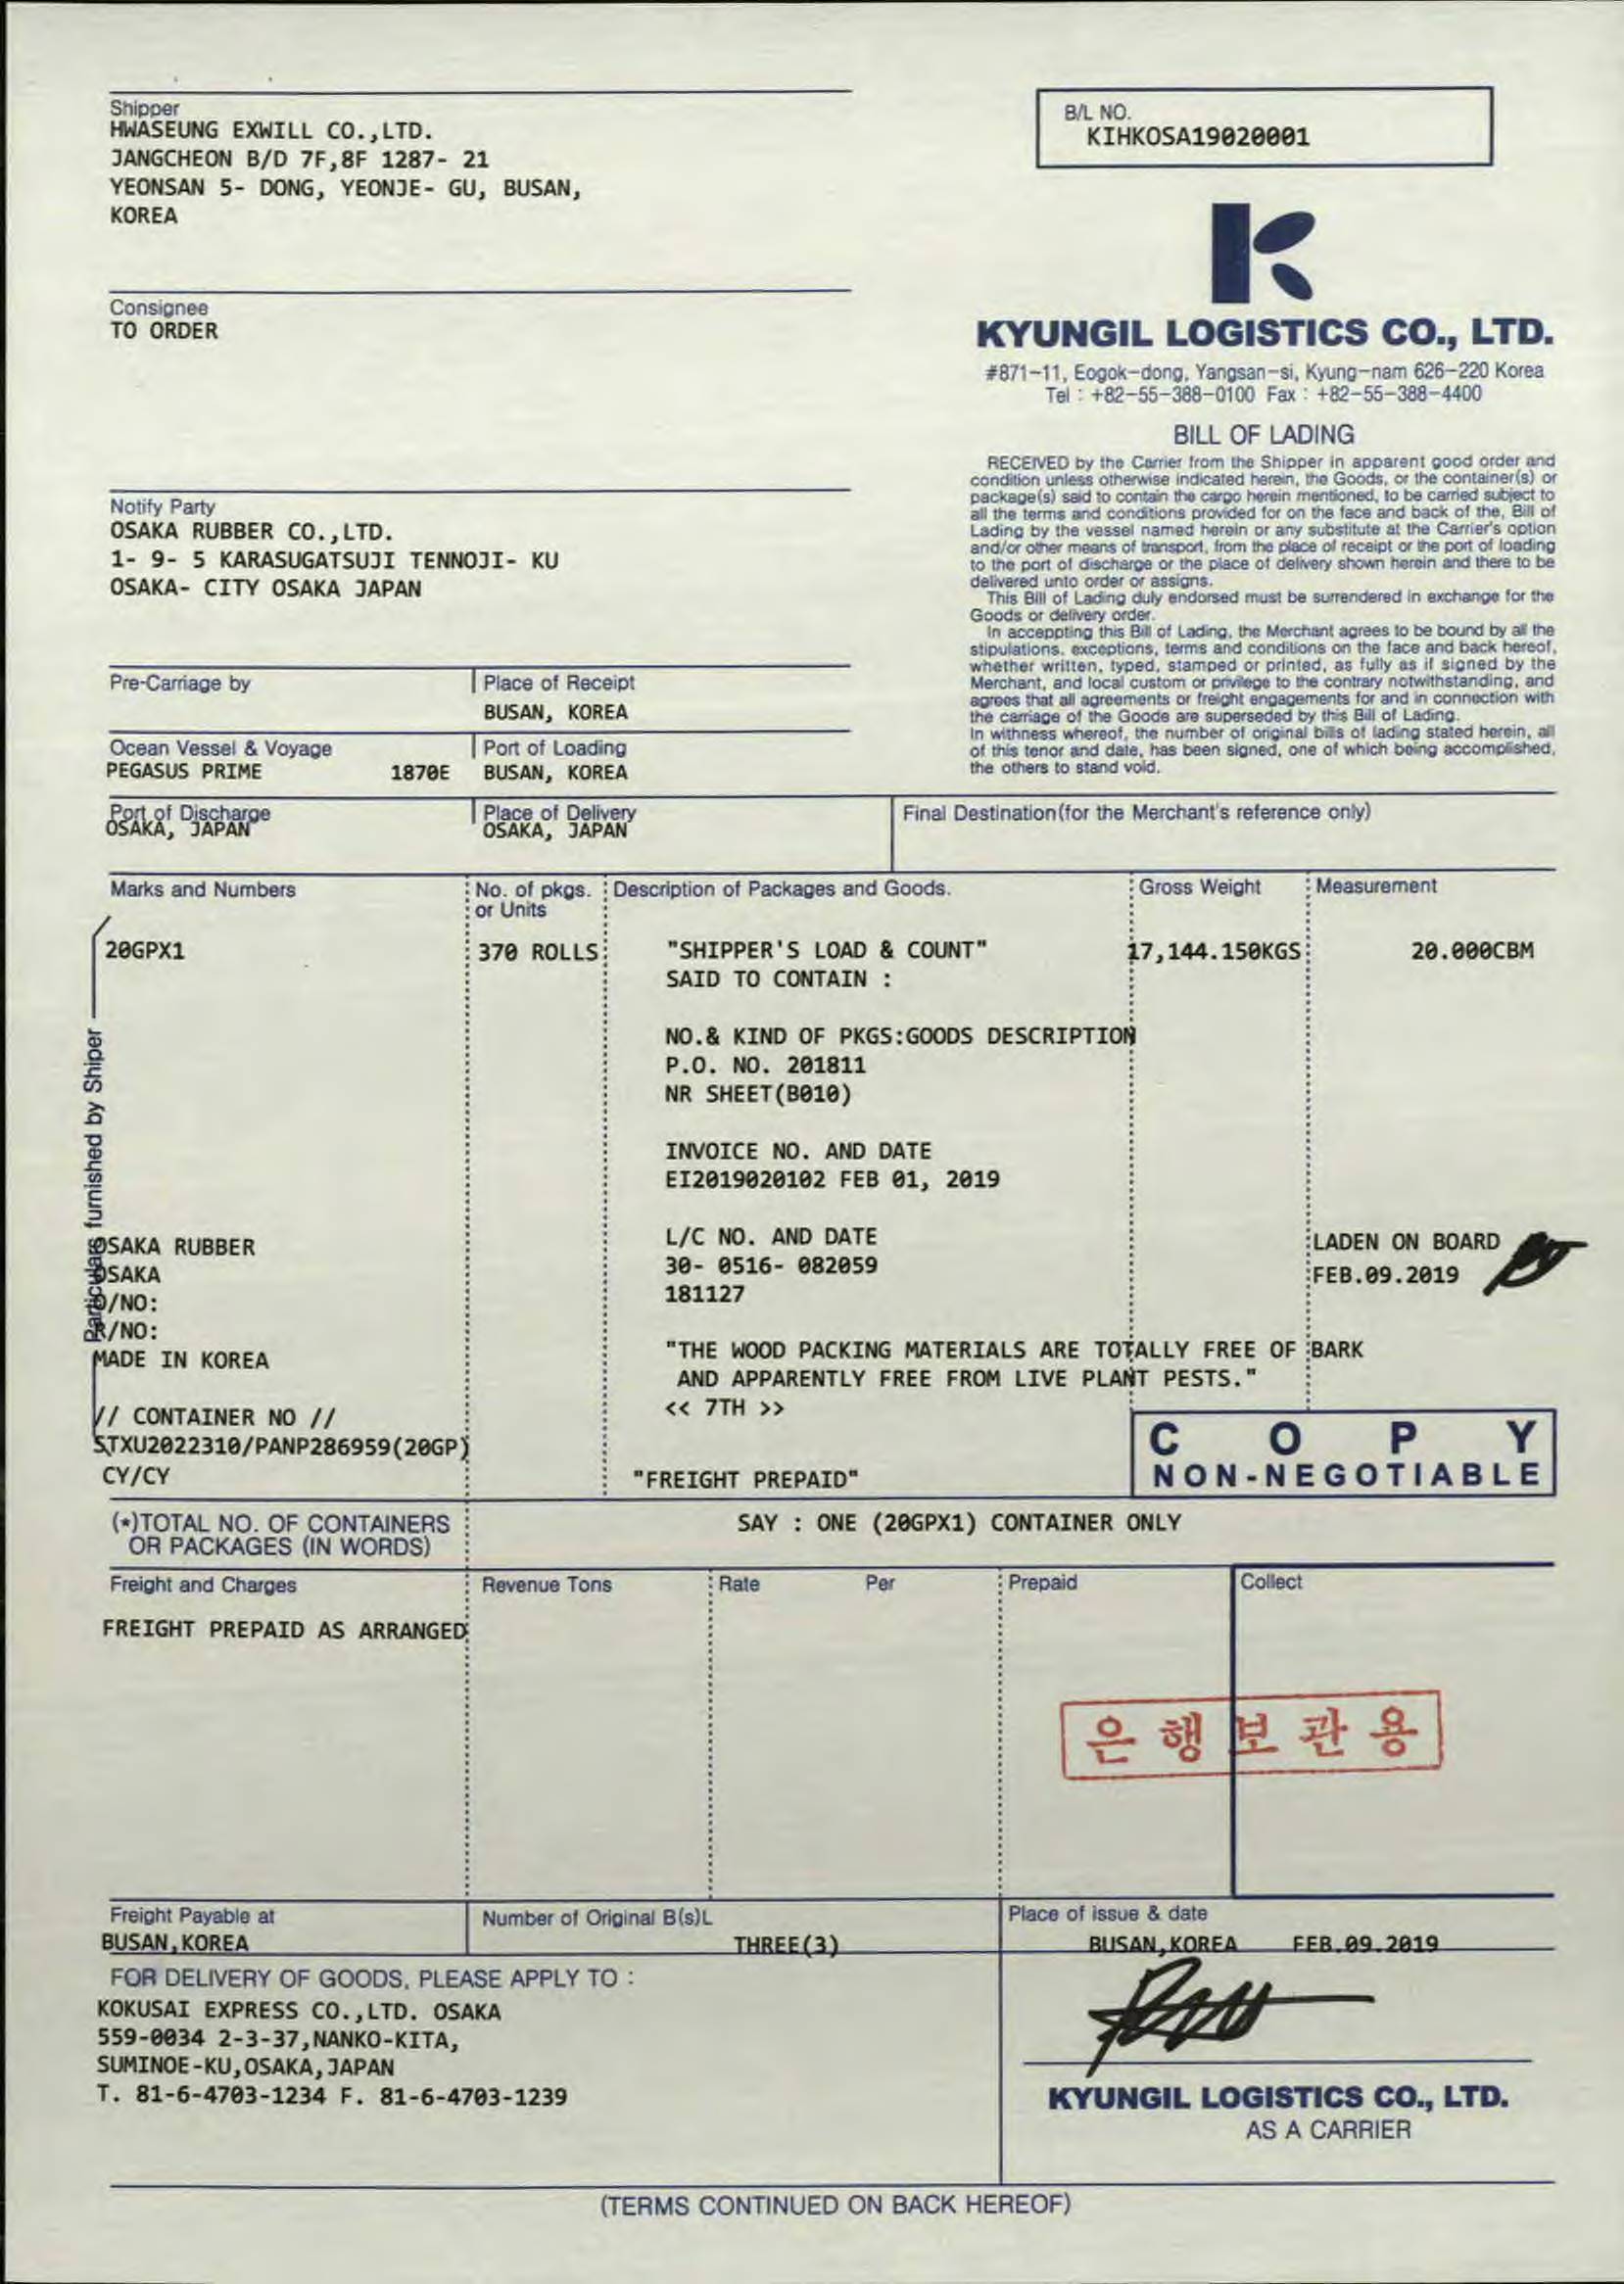 Shipper
HWASEUNG EXWILL CO.,LTD.
JANGCHEON B/D 7F,8F 1287- 21
YEONSAN 5- DONG, YEONJE- GU, BUSAN,
KOREA
B/L NO.
KIHKOSA19020001
Consignee
TO ORDER
KYUNGIL LOGISTICS CO., LTD.
#871-11, Eogok-dong, Yangsan-si, Kyung-nam 626-220 Korea
Tel : +82-55-388-0100 Fax : +82-55-388-4400
BILL OF LADING
RECEIVED by the Carrier from the Shipper in apparent good order and
condition unless otherwise indicated herein, the Goods, or the container(s) or
package(s) said to contain the cargo herein mentioned, to be carried subject to
all the terms and conditions provided for on the face and back of the, Bill of
Lading by the vessel named herein or any substitute at the Carrier's option
and/or other means of transport, from the place of receipt or the port of loading
to the port of discharge or the place of delivery shown herein and there to be
delivered unto order or assigns.
This Bill of Lading duly endorsed must be surrendered in exchange for the
Goods or delivery order.
In acceppting this Bill of Lading, the Merchant agrees to be bound by all the
stipulations, exceptions, terms and conditions on the face and back hereof,
whether written, typed, stamped or printed, as fully as if signed by the
Merchant, and local custom or privilege to the contrary notwithstanding, and
agrees that all agreements or freight engagements for and in connection with
the carriage of the Goode are superseded by this Bill of Lading.
In withness whereof, the number of original bills of lading stated herein, all
of this tenor and date, has been signed, one of which being accomplished,
the others to stand void.
Notify Party
OSAKA RUBBER CO.,LTD.
1- 9- 5 KARASUGATSUJI TENNOJI- KU
OSAKA- CITY OSAKA JAPAN
Pre-Carriage by
Place of Receipt
BUSAN, KOREA
Ocean Vessel & Voyage
PEGASUS PRIME 1870E
Port of Loading
BUSAN, KOREA
Port of Discharge
OSAKA, JAPAN
Place of Delivery
OSAKA, JAPAN
Final Destination(for the Merchant's reference only)
Marks and Numbers
No. of pkgs.
or Units
Description of Packages and Goods.
Gross Weight
Measurement
20GPX1
370 ROLLS
"SHIPPER'S LOAD & COUNT"
17,144.150KGS
20.000CBM
SAID TO CONTAIN :
NO.& KIND OF PKGS:GOODS DESCRIPTION
P.O. NO. 201811
NR SHEET(B010)
INVOICE NO. AND DATE
EI2019020102 FEB 01, 2019
L/C NO. AND DATE
30- 0516- 082059
181127
"THE WOOD PACKING MATERIALS ARE TOTALLY FREE OF BARK
AND APPARENTLY FREE FROM LIVE PLANT PESTS."
<< 7TH >>
"FREIGHT PREPAID"
Particulars furnished by Shiper
OSAKA RUBBER
OSAKA
O/NO:
R/NO:
MADE IN KOREA
// CONTAINER NO //
STXU2022310/PANP286959(20GP)
CY/CY
LADEN ON BOARD
FEB.09.2019
COPY
NON-NEGOTIABLE
(*)TOTAL NO. OF CONTAINERS
OR PACKAGES (IN WORDS)
SAY : ONE (20GPX1) CONTAINER ONLY
Freight and Charges
Revenue Tons
Rate
Per
Prepaid
Collect
FREIGHT PREPAID AS ARRANGED
은행보관용
Freight Payable at
BUSAN,KOREA
Number of Original B(s)L
THREE(3)
Place of issue & date
BUSAN,KOREA FEB.09.2019
FOR DELIVERY OF GOODS, PLEASE APPLY TO :
KOKUSAI EXPRESS CO.,LTD. OSAKA
559-0034 2-3-37,NANKO-KITA,
SUMINOE-KU,OSAKA,JAPAN
T. 81-6-4703-1234 F. 81-6-4703-1239
KYUNGIL LOGISTICS CO., LTD.
AS A CARRIER
(TERMS CONTINUED ON BACK HEREOF)